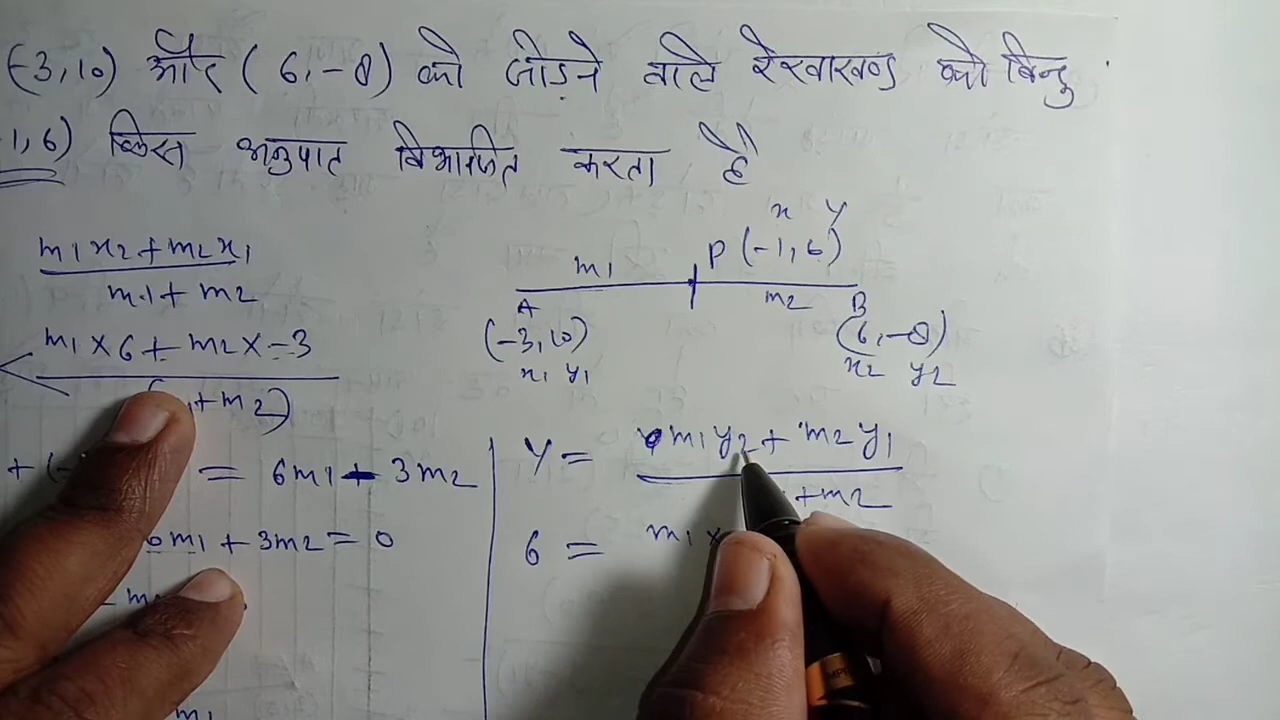 (-3,10) और (6,-8) को जोड़ने वाले रेखाखण्ड को बिन्दु
-1,6) किस अनुपात विभाजित करता है
x y
P (-1,6)
m1 m2
A B
(-3,10) (6,-8)
x1 y1 x2 y2
m1x2+m2x1
m1+m2
m1×6+m2×-3
+m2)
= 6m1-3m2
6m1+3m2=0
y= m1y2+m2y1
+m2
6 = m1×
m1